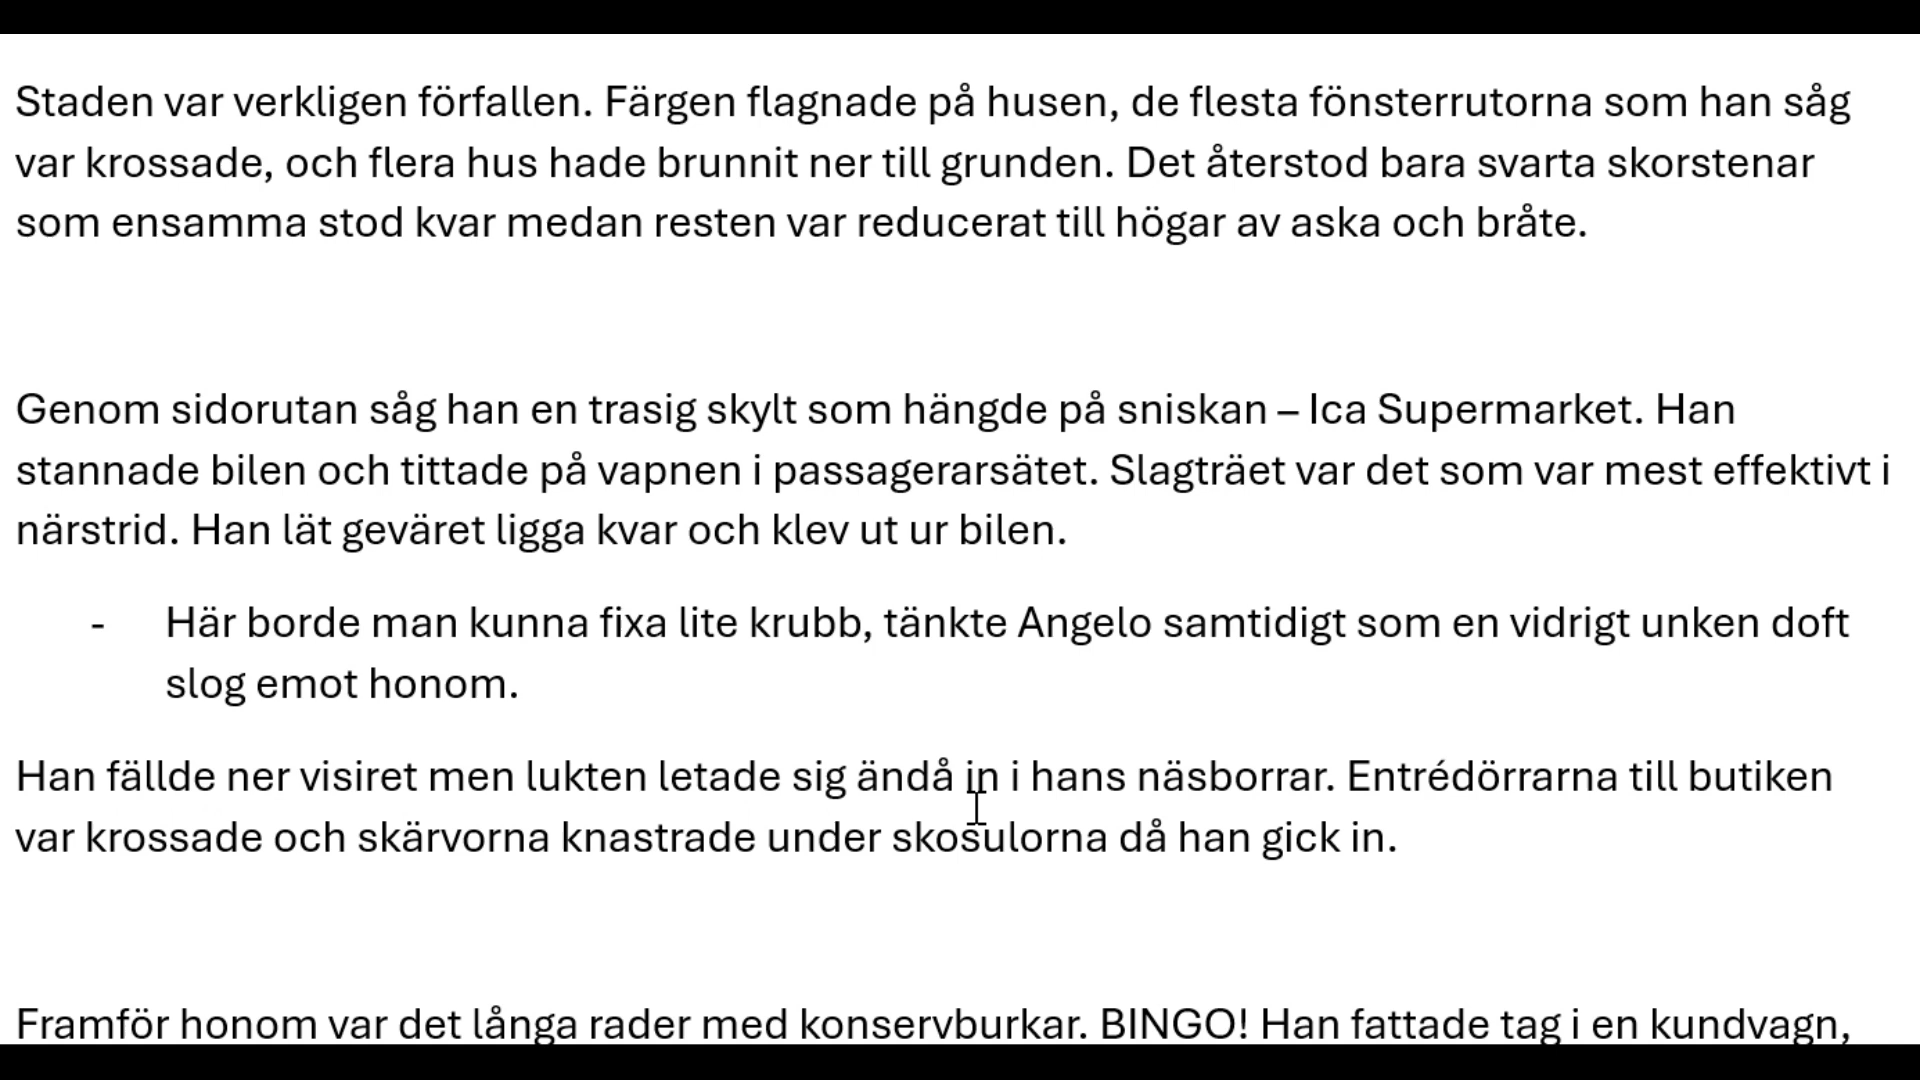 Staden var verkligen förfallen. Färgen flagnade på husen, de flesta fönsterrutorna som han såg
var krossade, och flera hus hade brunnit ner till grunden. Det återstod bara svarta skorstenar
som ensamma stod kvar medan resten var reducerat till högar av aska och bråte.
Genom sidorutan såg han en trasig skylt som hängde på sniskan – Ica Supermarket. Han
stannade bilen och tittade på vapnen i passagerarsätet. Slagträet var det som var mest effektivt i
närstrid. Han lät geväret ligga kvar och klev ut ur bilen.
- Här borde man kunna fixa lite krubb, tänkte Angelo samtidigt som en vidrigt unken doft
slog emot honom.
Han fällde ner visiret men lukten letade sig ändå in i hans näsborrar. Entrédörrarna till butiken
var krossade och skärvorna knastrade under skosulorna då han gick in.
Framför honom var det långa rader med konservburkar. BINGO! Han fattade tag i en kundvagn,